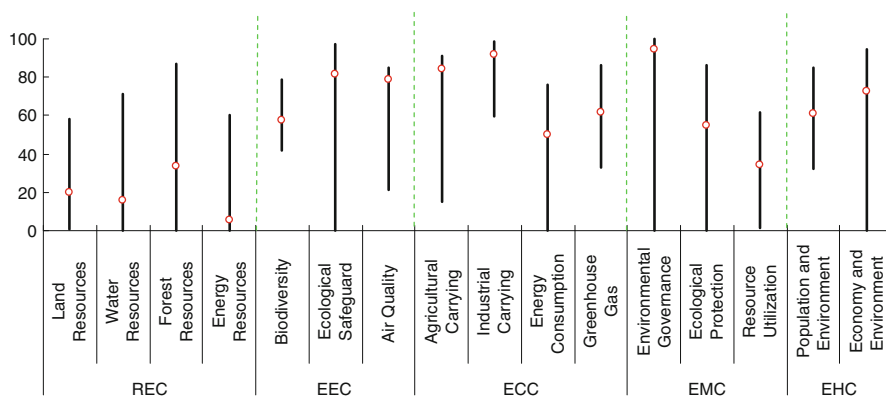 100
80
60
40
20
0
Land
Resources
Water
Resources
Forest
Resources
Energy
Resources
Biodiversity
Ecological
Safeguard
Air Quality
Agricultural
Carrying
Industrial
Carrying
Energy
Consumption
Greenhouse
Gas
Environmental
Governance
Ecological
Protection
Resource
Utilization
Population and
Environment
Economy and
Environment
REC
EEC
ECC
EMC
EHC